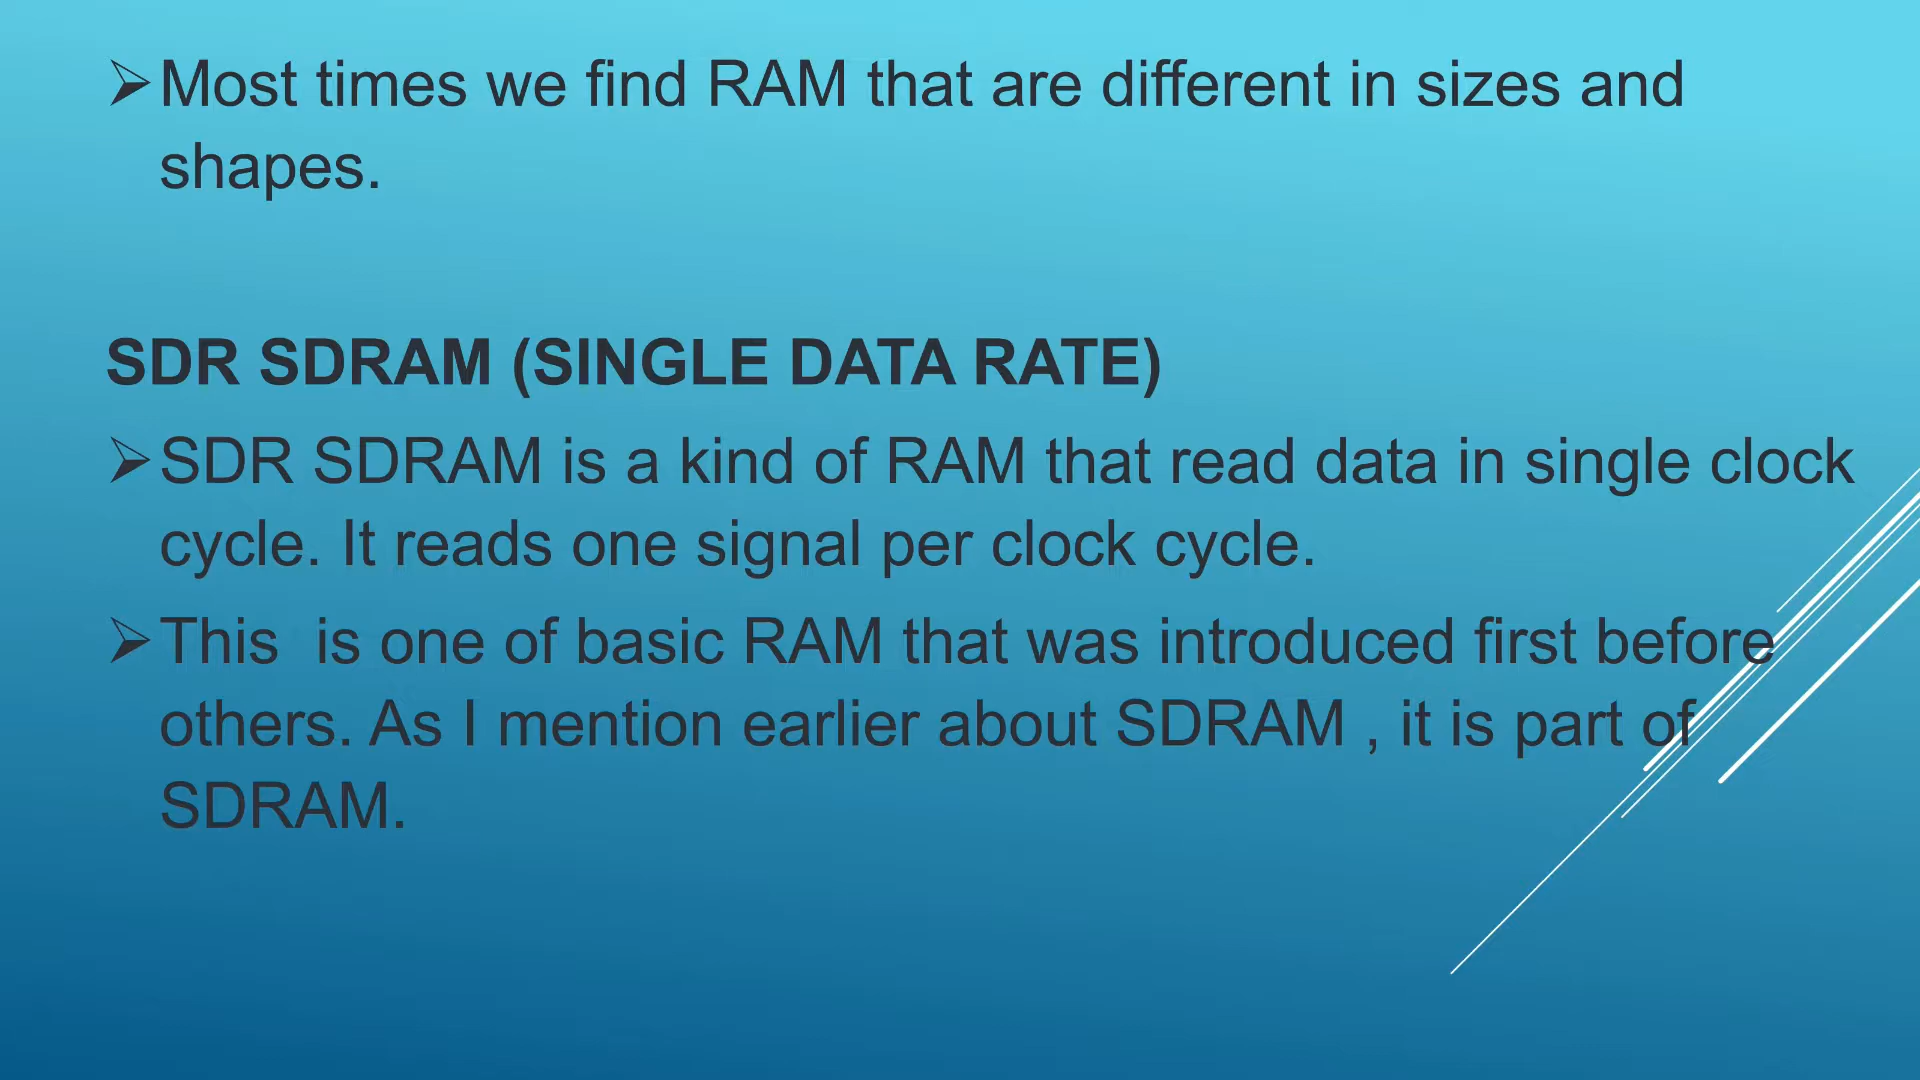 ➢Most times we find RAM that are different in sizes and
shapes.
SDR SDRAM (SINGLE DATA RATE)
➢SDR SDRAM is a kind of RAM that read data in single clock
cycle. It reads one signal per clock cycle.
➢This  is one of basic RAM that was introduced first before
others. As I mention earlier about SDRAM , it is part of
SDRAM.